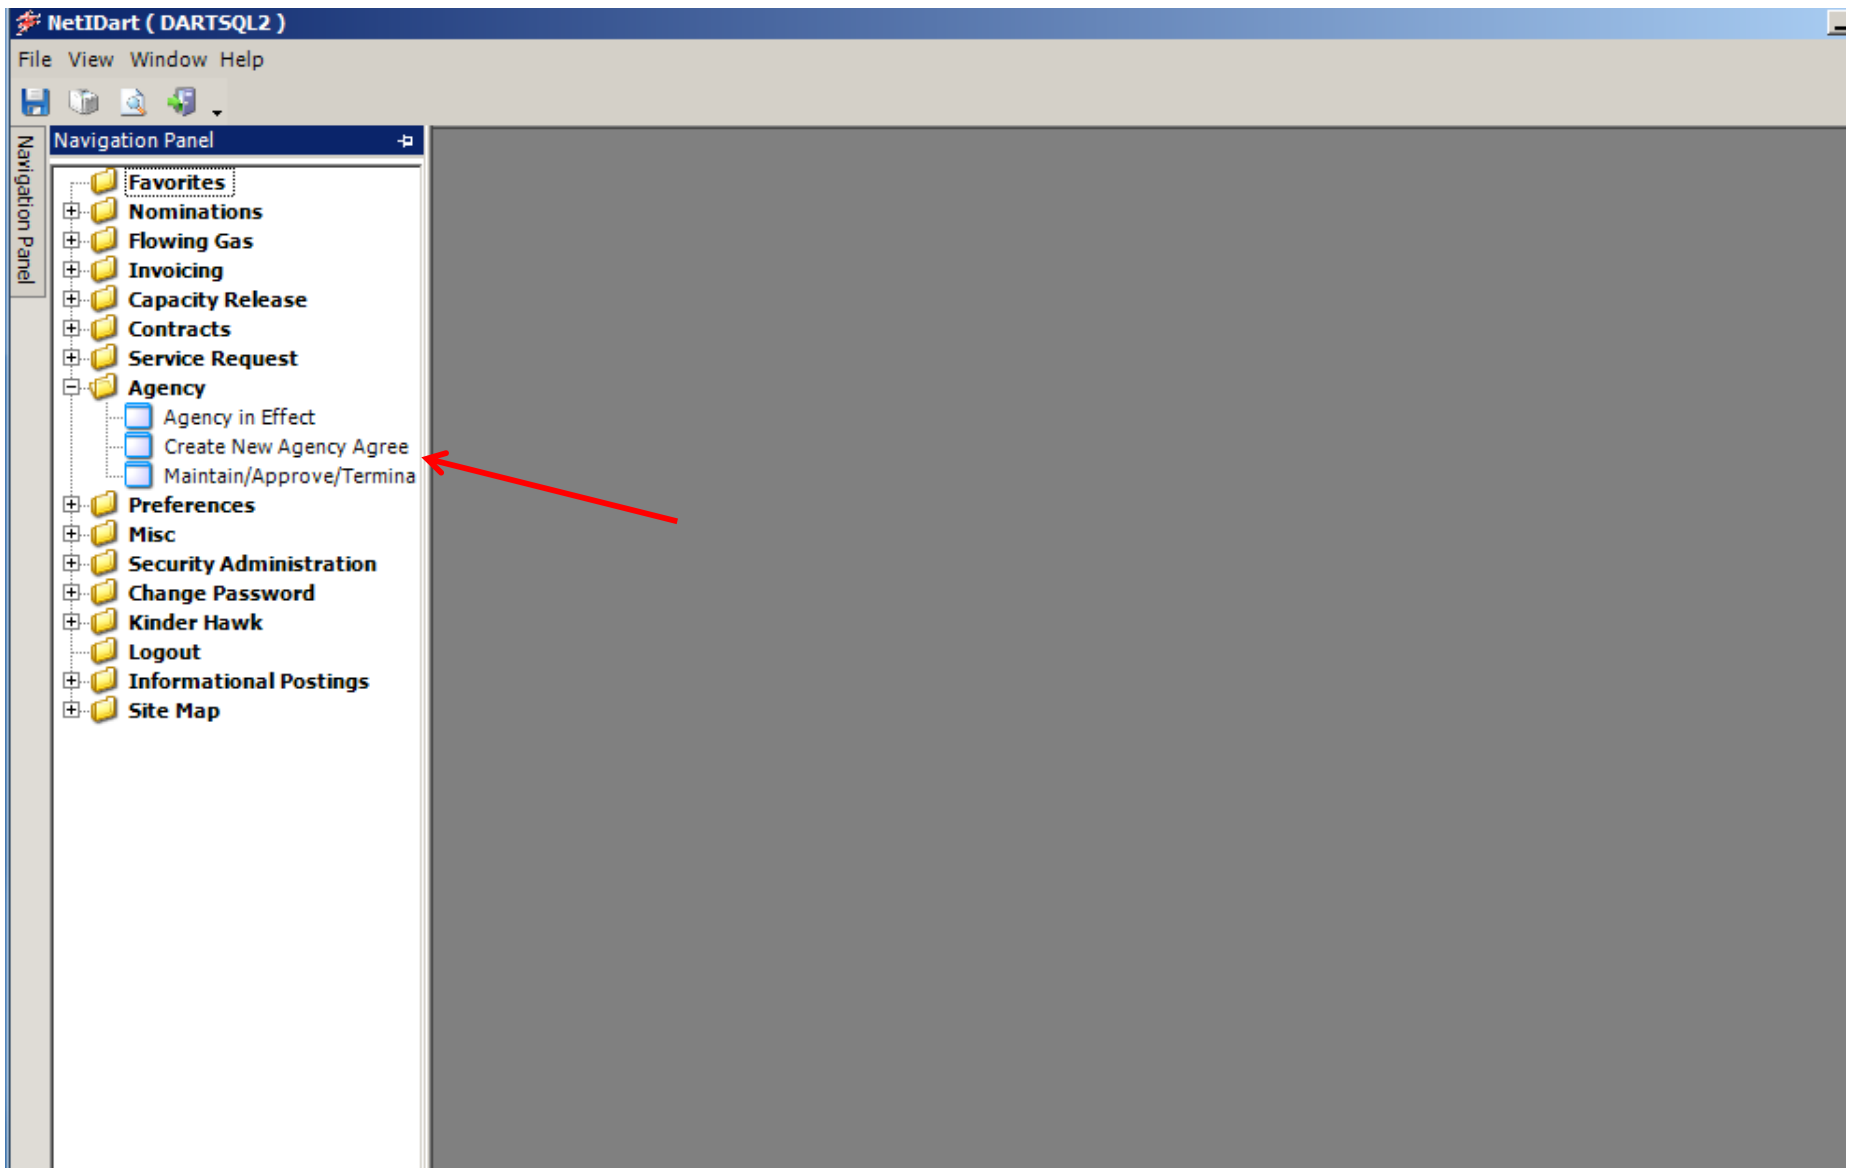 NetIDart ( DARTSQL2 )
File View Window Help
Navigation Panel
Navigation Panel
Favorites
Nominations
Flowing Gas
Invoicing
Capacity Release
Contracts
Service Request
Agency
Agency in Effect
Create New Agency Agree
Maintain/Approve/Termina
Preferences
Misc
Security Administration
Change Password
Kinder Hawk
Logout
Informational Postings
Site Map